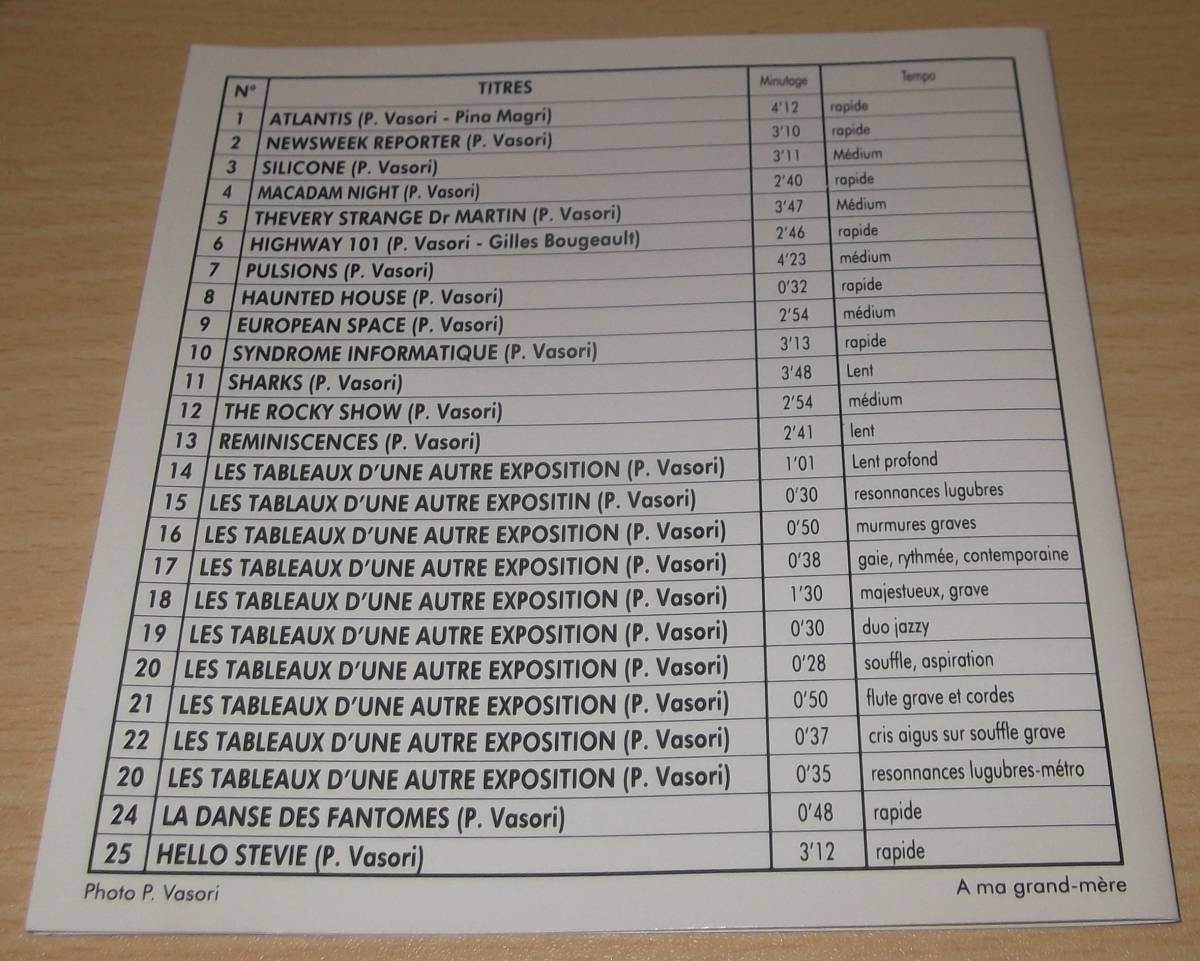 N° TITRES Minutage Tempo
1 ATLANTIS (P. Vasori - Pina Magri) 4'12 rapide
2 NEWSWEEK REPORTER (P. Vasori) 3'10 rapide
3 SILICONE (P. Vasori) 3'11 Médium
4 MACADAM NIGHT (P. Vasori) 2'40 rapide
5 THEVERY STRANGE Dr MARTIN (P. Vasori) 3'47 Médium
6 HIGHWAY 101 (P. Vasori - Gilles Bougeault) 2'46 rapide
7 PULSIONS (P. Vasori) 4'23 médium
8 HAUNTED HOUSE (P. Vasori) 0'32 rapide
9 EUROPEAN SPACE (P. Vasori) 2'54 médium
10 SYNDROME INFORMATIQUE (P. Vasori) 3'13 rapide
11 SHARKS (P. Vasori) 3'48 Lent
12 THE ROCKY SHOW (P. Vasori) 2'54 médium
13 REMINISCENCES (P. Vasori) 2'41 lent
14 LES TABLEAUX D'UNE AUTRE EXPOSITION (P. Vasori) 1'01 Lent profond
15 LES TABLAUX D'UNE AUTRE EXPOSITIN (P. Vasori) 0'30 resonnances lugubres
16 LES TABLEAUX D'UNE AUTRE EXPOSITION (P. Vasori) 0'50 murmures graves
17 LES TABLEAUX D'UNE AUTRE EXPOSITION (P. Vasori) 0'38 gaie, rythmée, contemporaine
18 LES TABLEAUX D'UNE AUTRE EXPOSITION (P. Vasori) 1'30 majestueux, grave
19 LES TABLEAUX D'UNE AUTRE EXPOSITION (P. Vasori) 0'30 duo jazzy
20 LES TABLEAUX D'UNE AUTRE EXPOSITION (P. Vasori) 0'28 souffle, aspiration
21 LES TABLEAUX D'UNE AUTRE EXPOSITION (P. Vasori) 0'50 flute grave et cordes
22 LES TABLEAUX D'UNE AUTRE EXPOSITION (P. Vasori) 0'37 cris aigus sur souffle grave
20 LES TABLEAUX D'UNE AUTRE EXPOSITION (P. Vasori) 0'35 resonnances lugubres-métro
24 LA DANSE DES FANTOMES (P. Vasori) 0'48 rapide
25 HELLO STEVIE (P. Vasori) 3'12 rapide
Photo P. Vasori A ma grand-mère